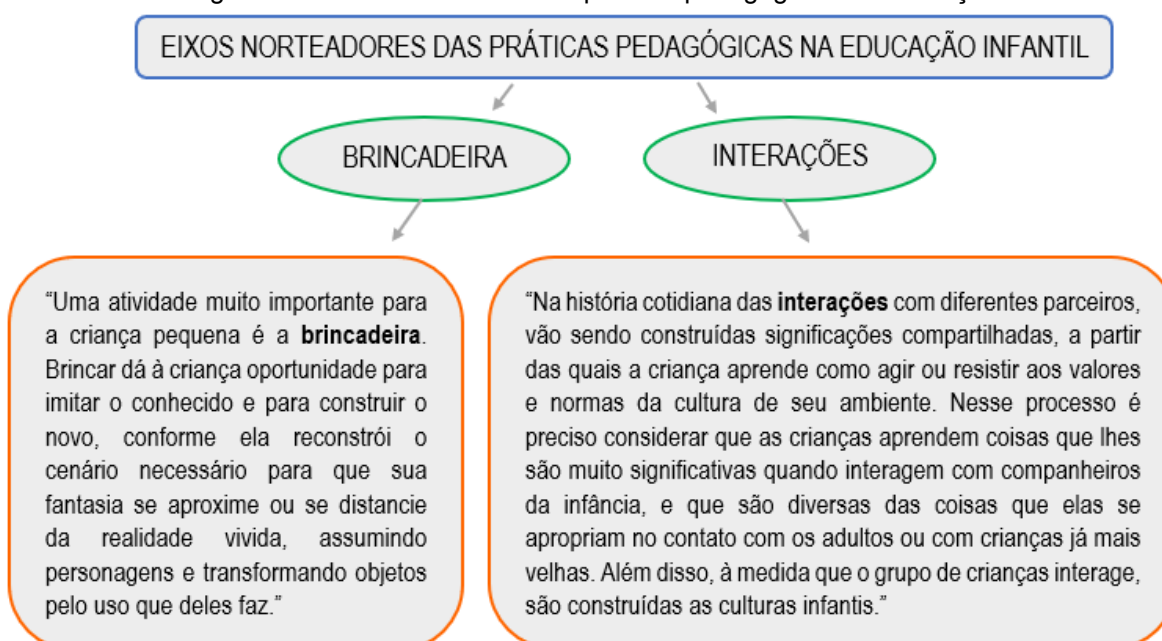 EIXOS NORTEADORES DAS PRÁTICAS PEDAGÓGICAS NA EDUCAÇÃO INFANTIL
BRINCADEIRA
INTERAÇÕES
“Uma atividade muito importante para
a criança pequena é a brincadeira.
Brincar dá à criança oportunidade para
imitar o conhecido e para construir o
novo, conforme ela reconstrói o
cenário necessário para que sua
fantasia se aproxime ou se distancie
da realidade vivida, assumindo
personagens e transformando objetos
pelo uso que deles faz.”
“Na história cotidiana das interações com diferentes parceiros,
vão sendo construídas significações compartilhadas, a partir
das quais a criança aprende como agir ou resistir aos valores
e normas da cultura de seu ambiente. Nesse processo é
preciso considerar que as crianças aprendem coisas que lhes
são muito significativas quando interagem com companheiros
da infância, e que são diversas das coisas que elas se
apropriam no contato com os adultos ou com crianças já mais
velhas. Além disso, à medida que o grupo de crianças interage,
são construídas as culturas infantis.”